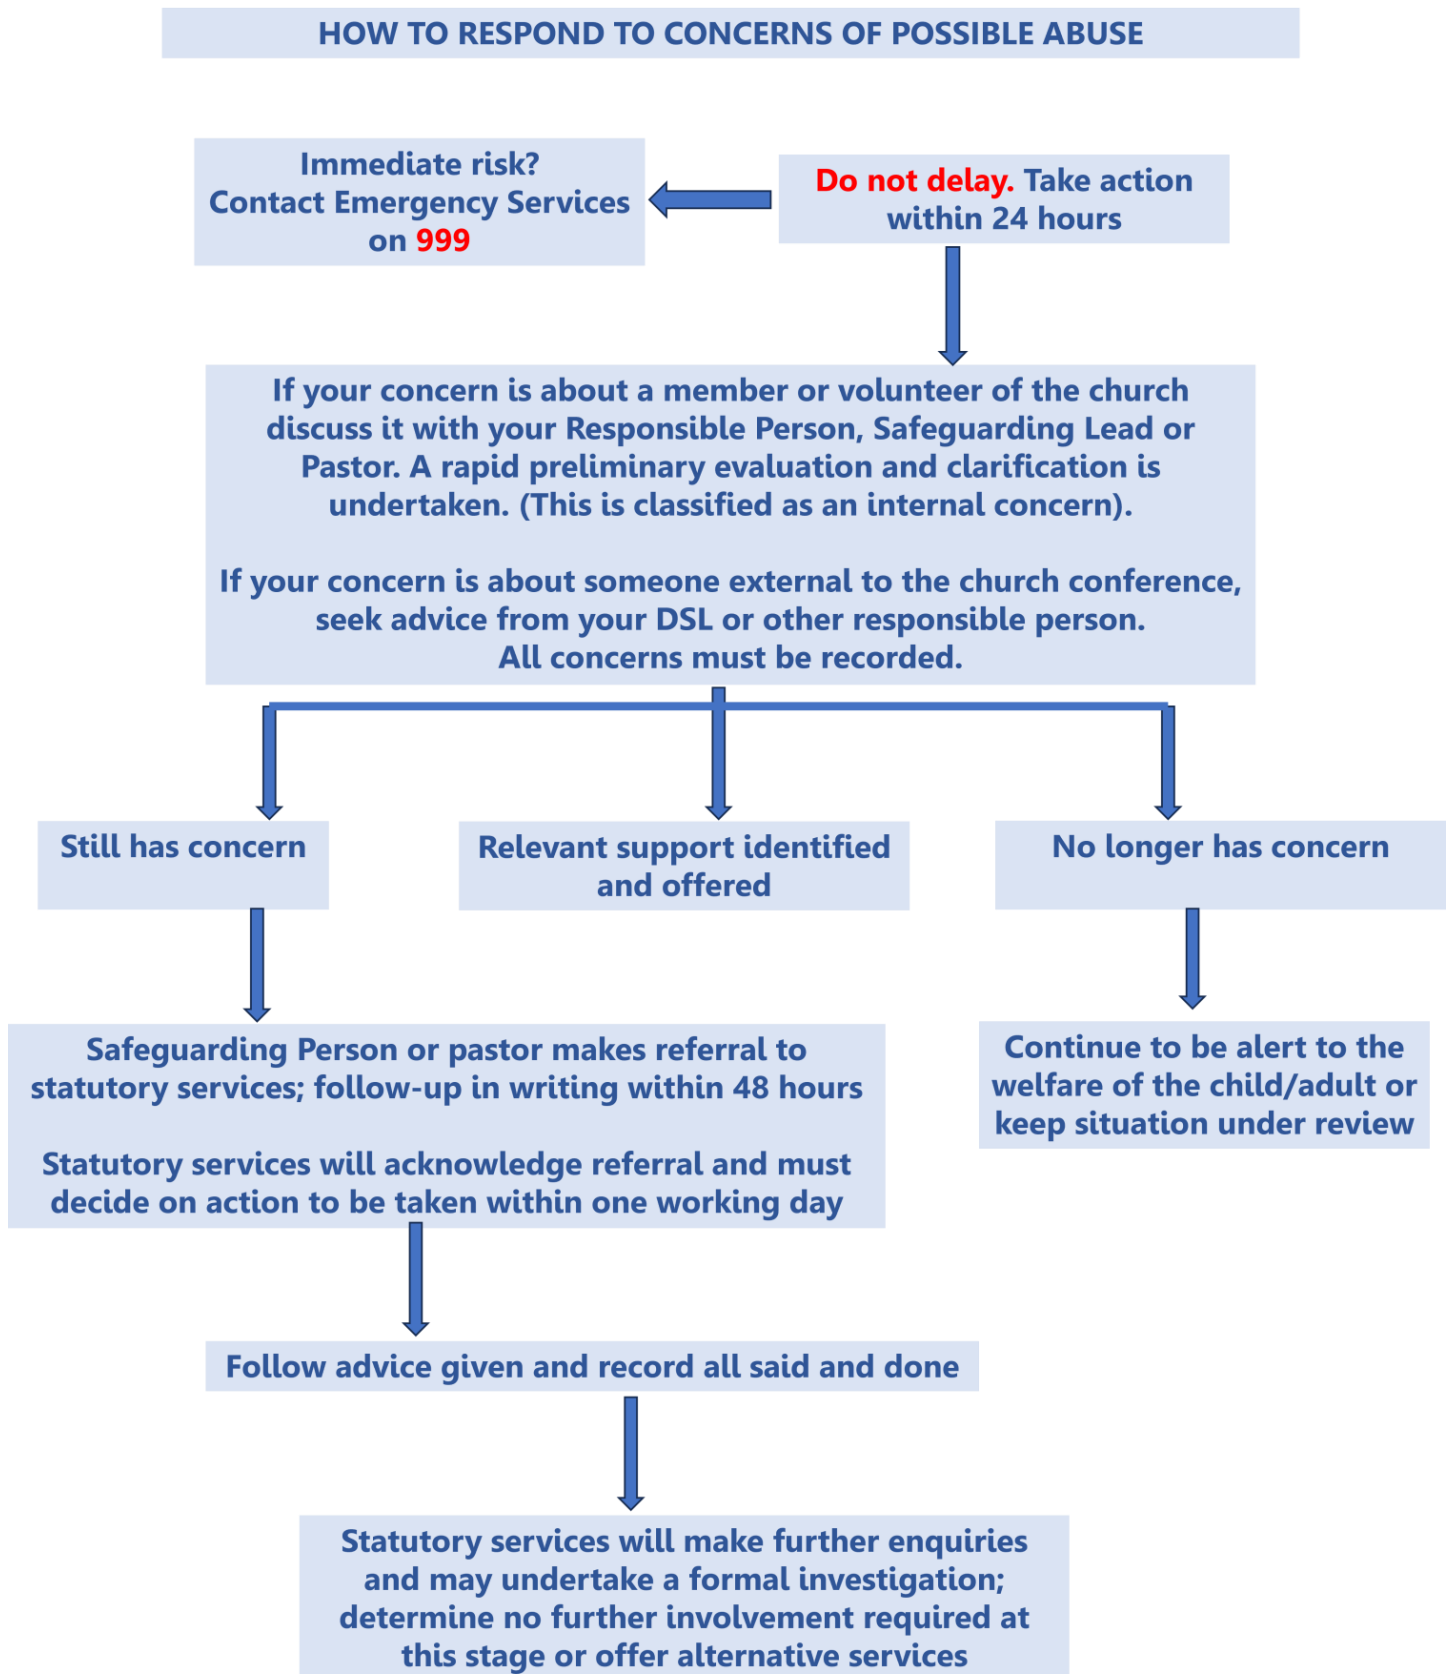 HOW TO RESPOND TO CONCERNS OF POSSIBLE ABUSE
Immediate risk?
Contact Emergency Services
on 999
Do not delay. Take action
within 24 hours
If your concern is about a member or volunteer of the church
discuss it with your Responsible Person, Safeguarding Lead or
Pastor. A rapid preliminary evaluation and clarification is
undertaken. (This is classified as an internal concern).
If your concern is about someone external to the church conference,
seek advice from your DSL or other responsible person.
All concerns must be recorded.
Still has concern
Relevant support identified
and offered
No longer has concern
Safeguarding Person or pastor makes referral to
statutory services; follow-up in writing within 48 hours
Statutory services will acknowledge referral and must
decide on action to be taken within one working day
Continue to be alert to the
welfare of the child/adult or
keep situation under review
Follow advice given and record all said and done
Statutory services will make further enquiries
and may undertake a formal investigation;
determine no further involvement required at
this stage or offer alternative services